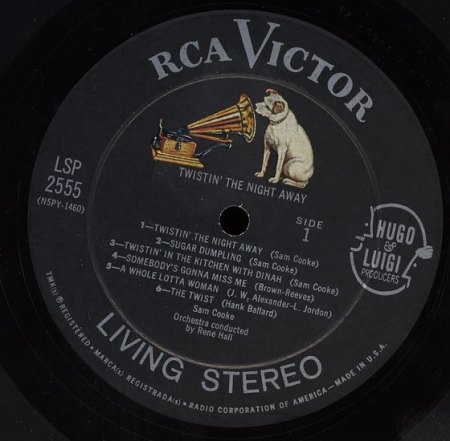 RCA VICTOR
TWISTIN' THE NIGHT AWAY
LSP
2555
(N5PY-1460)
SIDE
1
HUGO
&
LUIGI
PRODUCERS
1—TWISTIN' THE NIGHT AWAY (Sam Cooke)
2—SUGAR DUMPLING (Sam Cooke)
3—TWISTIN' IN THE KITCHEN WITH DINAH (Sam Cooke)
4—SOMEBODY'S GONNA MISS ME (Brown-Reeves)
5—A WHOLE LOTTA WOMAN (J. W. Alexander-L. Jordon)
6—THE TWIST (Hank Ballard)
Sam Cooke
Orchestra conducted
by René Hall
LIVING STEREO
TMK(s) ® REGISTERED • MARCA(s) REGISTRADA(s) • RADIO CORPORATION OF AMERICA—MADE IN U.S.A.